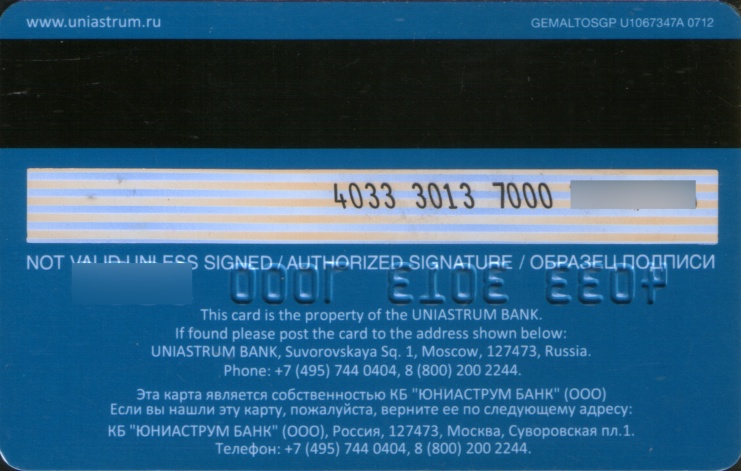 www.uniastrum.ru GEMALTOSGP U1067347A 0712
4033 3013 7000
NOT VALID UNLESS SIGNED / AUTHORIZED SIGNATURE / ОБРАЗЕЦ ПОДПИСИ
4033 3013 7000
This card is the property of the UNIASTRUM BANK.
If found please post the card to the address shown below:
UNIASTRUM BANK, Suvorovskaya Sq. 1, Moscow, 127473, Russia.
Phone: +7 (495) 744 0404, 8 (800) 200 2244.
Эта карта является собственностью КБ "ЮНИАСТРУМ БАНК" (ООО)
Если вы нашли эту карту, пожалуйста, верните ее по следующему адресу:
КБ "ЮНИАСТРУМ БАНК" (ООО), Россия, 127473, Москва, Суворовская пл.1.
Телефон: +7 (495) 744 0404, 8 (800) 200 2244.